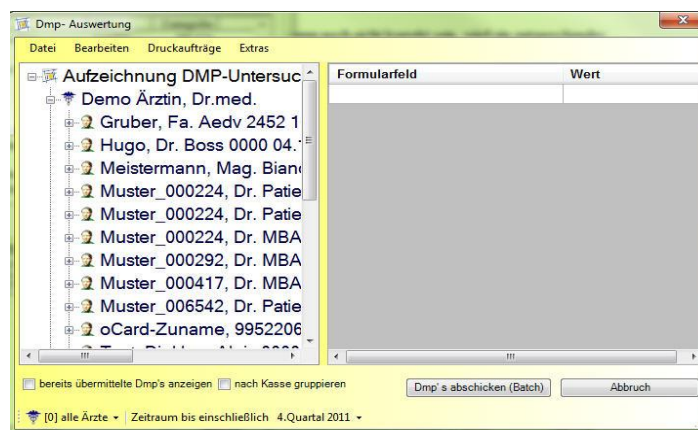 Dmp- Auswertung
Datei Bearbeiten Druckaufträge Extras
Aufzeichnung DMP-Untersuc
Demo Ärztin, Dr.med.
Gruber, Fa. Aedv 2452 1
Hugo, Dr. Boss 0000 04.
Meistermann, Mag. Bian
Muster_000224, Dr. Patie
Muster_000224, Dr. Patie
Muster_000224, Dr. MBA
Muster_000292, Dr. MBA
Muster_000417, Dr. MBA
Muster_006542, Dr. Patie
oCard-Zuname, 9952206
Formularfeld Wert
bereits übermittelte Dmp's anzeigen nach Kasse gruppieren
Dmp' s abschicken (Batch) Abbruch
[0] alle Ärzte Zeitraum bis einschließlich 4.Quartal 2011